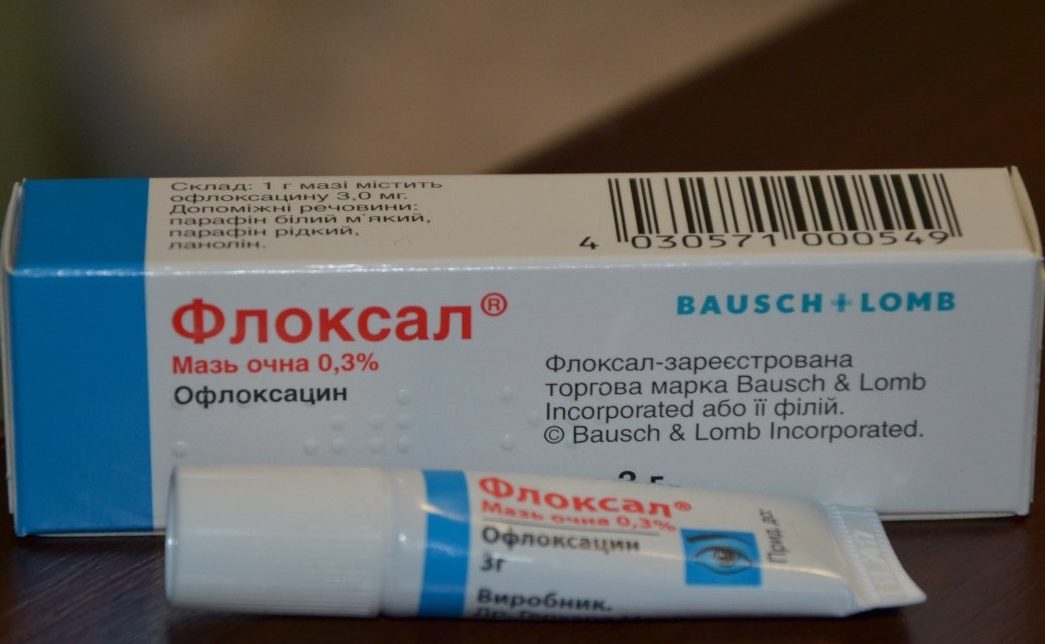 Склад: 1 г мазі містить
офлоксацину 3,0 мг.
Допоміжні речовини:
парафін білий м'який,
парафін рідкий,
ланолін.
4 030571 000549
Флоксал®
Мазь очна 0,3%
Офлоксацин
BAUSCH+LOMB
Флоксал-зареєстрована
торгова марка Bausch & Lomb
Incorporated або її філій.
© Bausch & Lomb Incorporated.
Флоксал®
Мазь очна 0,3%
Офлоксацин
3г
Виробник.
Прид. до: